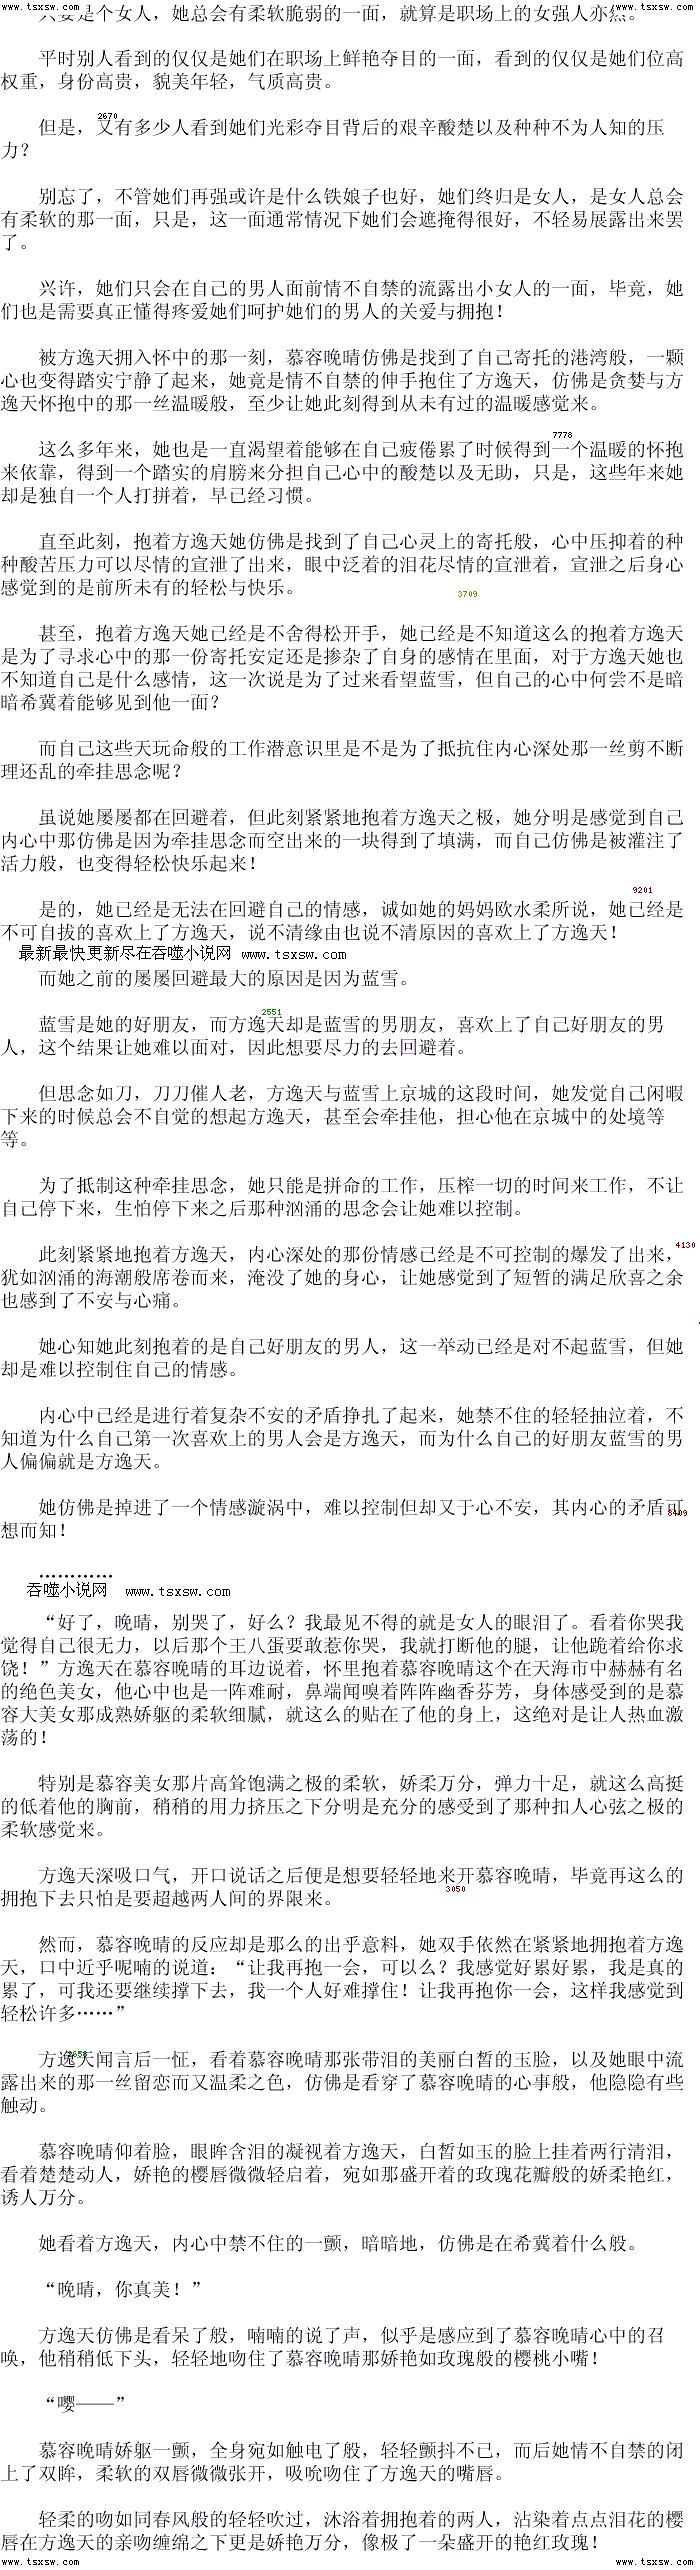 www.tsxsw.com www.tsxsw.com
只要是个女人，她总会有柔软脆弱的一面，就算是职场上的女强人亦然。
平时别人看到的仅仅是她们在职场上鲜艳夺目的一面，看到的仅仅是她们位高
权重，身份高贵，貌美年轻，气质高贵。
2670
但是，又有多少人看到她们光彩夺目背后的艰辛酸楚以及种种不为人知的压
力？
别忘了，不管她们再强或许是什么铁娘子也好，她们终归是女人，是女人总会
有柔软的那一面，只是，这一面通常情况下她们会遮掩得很好，不轻易展露出来罢
了。
兴许，她们只会在自己的男人面前情不自禁的流露出小女人的一面，毕竟，她
们也是需要真正懂得疼爱她们呵护她们的男人的关爱与拥抱！
被方逸天拥入怀中的那一刻，慕容晚晴仿佛是找到了自己寄托的港湾般，一颗
心也变得踏实宁静了起来，她竟是情不自禁的伸手抱住了方逸天，仿佛是贪婪与方
逸天怀抱中的那一丝温暖般，至少让她此刻得到从未有过的温暖感觉来。
7778
这么多年来，她也是一直渴望着能够在自己疲倦累了时候得到一个温暖的怀抱
来依靠，得到一个踏实的肩膀来分担自己心中的酸楚以及无助，只是，这些年来她
却是独自一个人打拼着，早已经习惯。
直至此刻，抱着方逸天她仿佛是找到了自己心灵上的寄托般，心中压抑着的种
种酸苦压力可以尽情的宣泄了出来，眼中泛着的泪花尽情的宣泄着，宣泄之后身心
感觉到的是前所未有的轻松与快乐。
3709
甚至，抱着方逸天她已经是不舍得松开手，她已经是不知道这么的抱着方逸天
是为了寻求心中的那一份寄托安定还是掺杂了自身的感情在里面，对于方逸天她也
不知道自己是什么感情，这一次说是为了过来看望蓝雪，但自己的心中何尝不是暗
暗希冀着能够见到他一面？
而自己这些天玩命般的工作潜意识里是不是为了抵抗住内心深处那一丝剪不断
理还乱的牵挂思念呢？
虽说她屡屡都在回避着，但此刻紧紧地抱着方逸天之极，她分明是感觉到自己
内心中那仿佛是因为牵挂思念而空出来的一块得到了填满，而自己仿佛是被灌注了
活力般，也变得轻松快乐起来！
9201
是的，她已经是无法在回避自己的情感，诚如她的妈妈欧水柔所说，她已经是
不可自拔的喜欢上了方逸天，说不清缘由也说不清原因的喜欢上了方逸天！
最新最快更新尽在吞噬小说网 www.tsxsw.com
而她之前的屡屡回避最大的原因是因为蓝雪。
2551
蓝雪是她的好朋友，而方逸天却是蓝雪的男朋友，喜欢上了自己好朋友的男
人，这个结果让她难以面对，因此想要尽力的去回避着。
但思念如刀，刀刀催人老，方逸天与蓝雪上京城的这段时间，她发觉自己闲暇
下来的时候总会不自觉的想起方逸天，甚至会牵挂他，担心他在京城中的处境等
等。
为了抵制这种牵挂思念，她只能是拼命的工作，压榨一切的时间来工作，不让
自己停下来，生怕停下来之后那种汹涌的思念会让她难以控制。
4130
此刻紧紧地抱着方逸天，内心深处的那份情感已经是不可控制的爆发了出来，
犹如汹涌的海潮般席卷而来，淹没了她的身心，让她感觉到了短暂的满足欣喜之余
也感到了不安与心痛。
她心知她此刻抱着的是自己好朋友的男人，这一举动已经是对不起蓝雪，但她
却是难以控制住自己的情感。
内心中已经是进行着复杂不安的矛盾挣扎了起来，她禁不住的轻轻抽泣着，不
知道为什么自己第一次喜欢上的男人会是方逸天，而为什么自己的好朋友蓝雪的男
人偏偏就是方逸天。
她仿佛是掉进了一个情感漩涡中，难以控制但却又于心不安，其内心的矛盾可
想而知！
…………
吞噬小说网 www.tsxsw.com
“好了，晚晴，别哭了，好么？我最见不得的就是女人的眼泪了。看着你哭我
觉得自己很无力，以后那个王八蛋要敢惹你哭，我就打断他的腿，让他跪着给你求
饶！”方逸天在慕容晚晴的耳边说着，怀里抱着慕容晚晴这个在天海市中赫赫有名
的绝色美女，他心中也是一阵难耐，鼻端闻嗅着阵阵幽香芬芳，身体感受到的是慕
容大美女那成熟娇躯的柔软细腻，就这么的贴在了他的身上，这绝对是让人热血激
荡的！
特别是慕容美女那片高耸饱满之极的柔软，娇柔万分，弹力十足，就这么高挺
的低着他的胸前，稍稍的用力挤压之下分明是充分的感受到了那种扣人心弦之极的
柔软感觉来。
方逸天深吸口气，开口说话之后便是想要轻轻地来开慕容晚晴，毕竟再这么的
拥抱下去只怕是要超越两人间的界限来。
3050
然而，慕容晚晴的反应却是那么的出乎意料，她双手依然在紧紧地拥抱着方逸
天，口中近乎呢喃的说道：“让我再抱一会，可以么？我感觉好累好累，我是真的
累了，可我还要继续撑下去，我一个人好难撑住！让我再抱你一会，这样我感觉到
轻松许多……”
方逸天闻言后一怔，看着慕容晚晴那张带泪的美丽白皙的玉脸，以及她眼中流
露出来的那一丝留恋而又温柔之色，仿佛是看穿了慕容晚晴的心事般，他隐隐有些
触动。
慕容晚晴仰着脸，眼眸含泪的凝视着方逸天，白皙如玉的脸上挂着两行清泪，
看着楚楚动人，娇艳的樱唇微微轻启着，宛如那盛开着的玫瑰花瓣般的娇柔艳红，
诱人万分。
她看着方逸天，内心中禁不住的一颤，暗暗地，仿佛是在希冀着什么般。
“晚晴，你真美！”
方逸天仿佛是看呆了般，喃喃的说了声，似乎是感应到了慕容晚晴心中的召
唤，他稍稍低下头，轻轻地吻住了慕容晚晴那娇艳如玫瑰般的樱桃小嘴！
“嘤——”
慕容晚晴娇躯一颤，全身宛如触电了般，轻轻颤抖不已，而后她情不自禁的闭
上了双眸，柔软的双唇微微张开，吸吮吻住了方逸天的嘴唇。
轻柔的吻如同春风般的轻轻吹过，沐浴着拥抱着的两人，沾染着点点泪花的樱
唇在方逸天的亲吻缠绵之下更是娇艳万分，像极了一朵盛开的艳红玫瑰！
www.tsxsw.com www.tsxsw.com